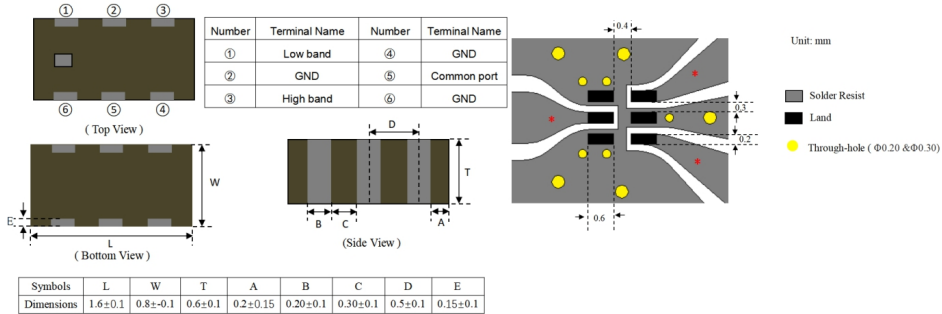 ① ② ③
⑥ ⑤ ④
( Top View )
Number Terminal Name Number Terminal Name
① Low band ④ GND
② GND ⑤ Common port
③ High band ⑥ GND
W
E
L
( Bottom View )
D
T
B C A
(Side View)
0.4
*
*
0.3
0.2
*
0.6
Unit: mm
Solder Resist
Land
Through-hole ( Φ0.20 &Φ0.30)
Symbols L W T A B C D E
Dimensions 1.6±0.1 0.8±-0.1 0.6±0.1 0.2±0.15 0.20±0.1 0.30±0.1 0.5±0.1 0.15±0.1